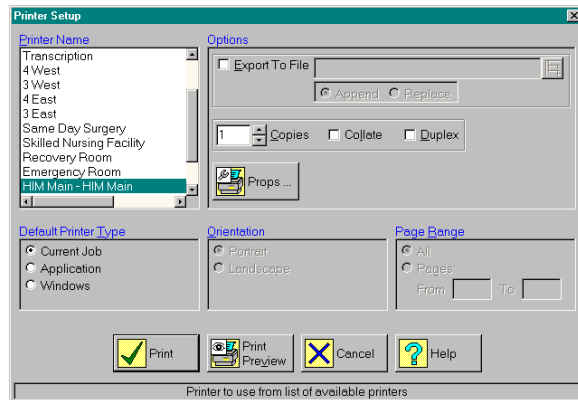 Printer Setup
Printer Name
Transcription
4 West
3 West
4 East
3 East
Same Day Surgery
Skilled Nursing Facility
Recovery Room
Emergency Room
HIM Main - HIM Main
Options
Export To File
Append Replace
1 Copies Collate Duplex
Props ...
Default Printer Type
Current Job
Application
Windows
Orientation
Portrait
Landscape
Page Range
All
Pages:
From To
Print
Print
Preview
Cancel
Help
Printer to use from list of available printers